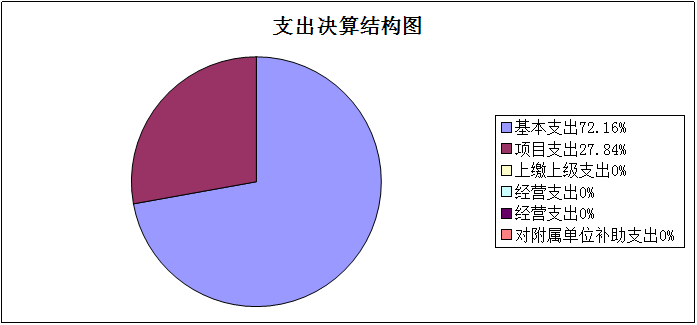 支出决算结构图
基本支出72.16%
项目支出27.84%
上缴上级支出0%
经营支出0%
经营支出0%
对附属单位补助支出0%